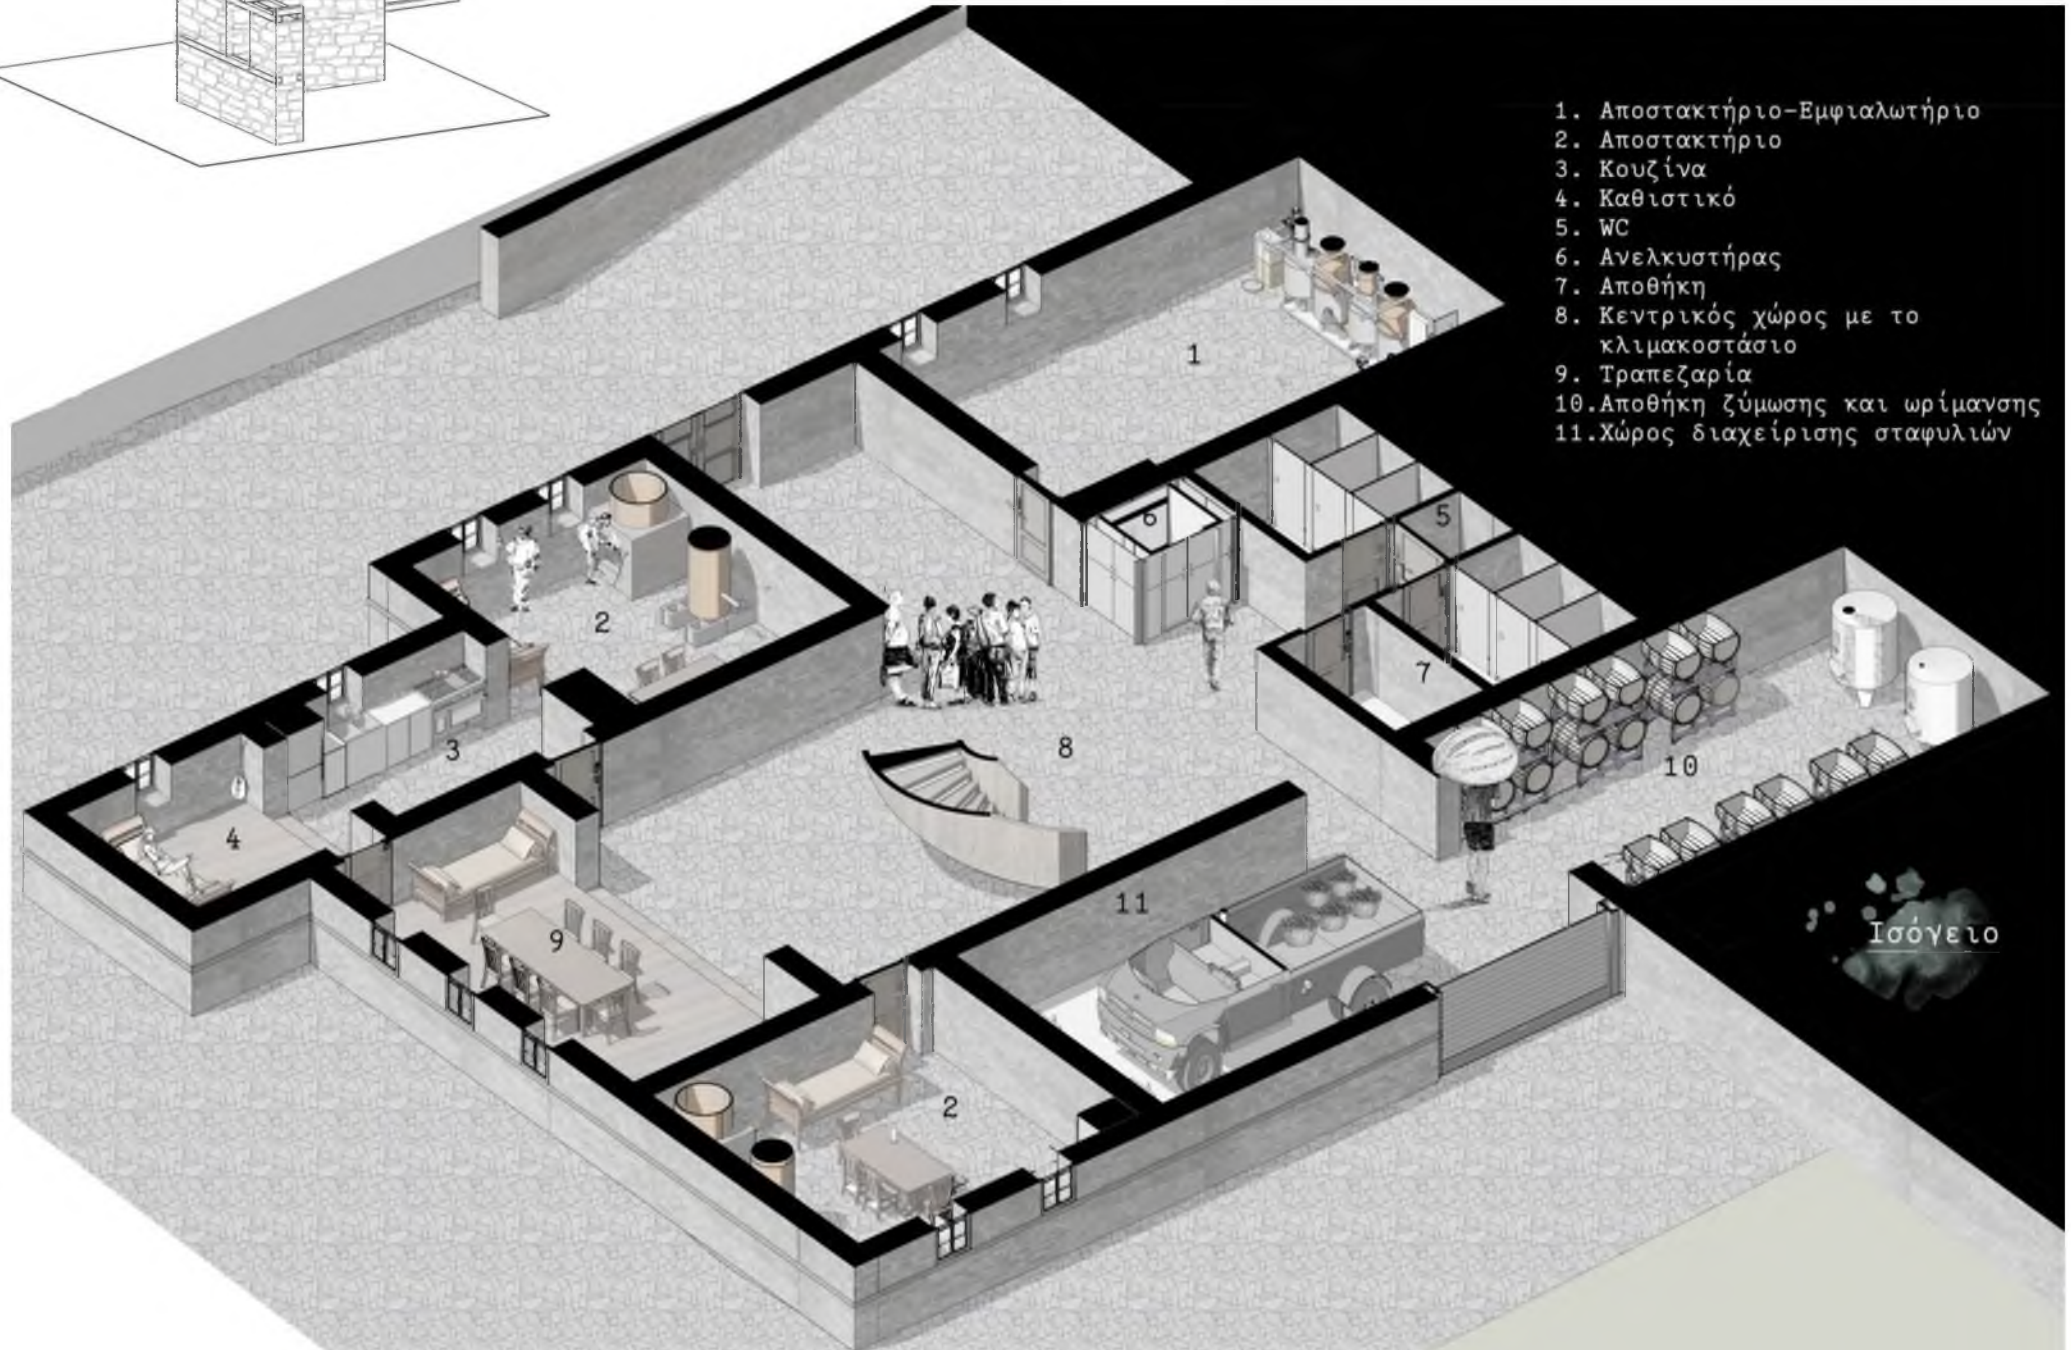 1. Αποστακτήριο-Εμφιαλωτήριο
2. Αποστακτήριο
3. Κουζίνα
4. Καθιστικό
5. WC
6. Ανελκυστήρας
7. Αποθήκη
8. Κεντρικός χώρος με το
κλιμακοστάσιο
9. Τραπεζαρία
10.Αποθήκη ζύμωσης και ωρίμανσης
11.Χώρος διαχείρισης σταφυλιών
1
6
5
2
7
3
8
10
4
11
9
Ισόγειο
2